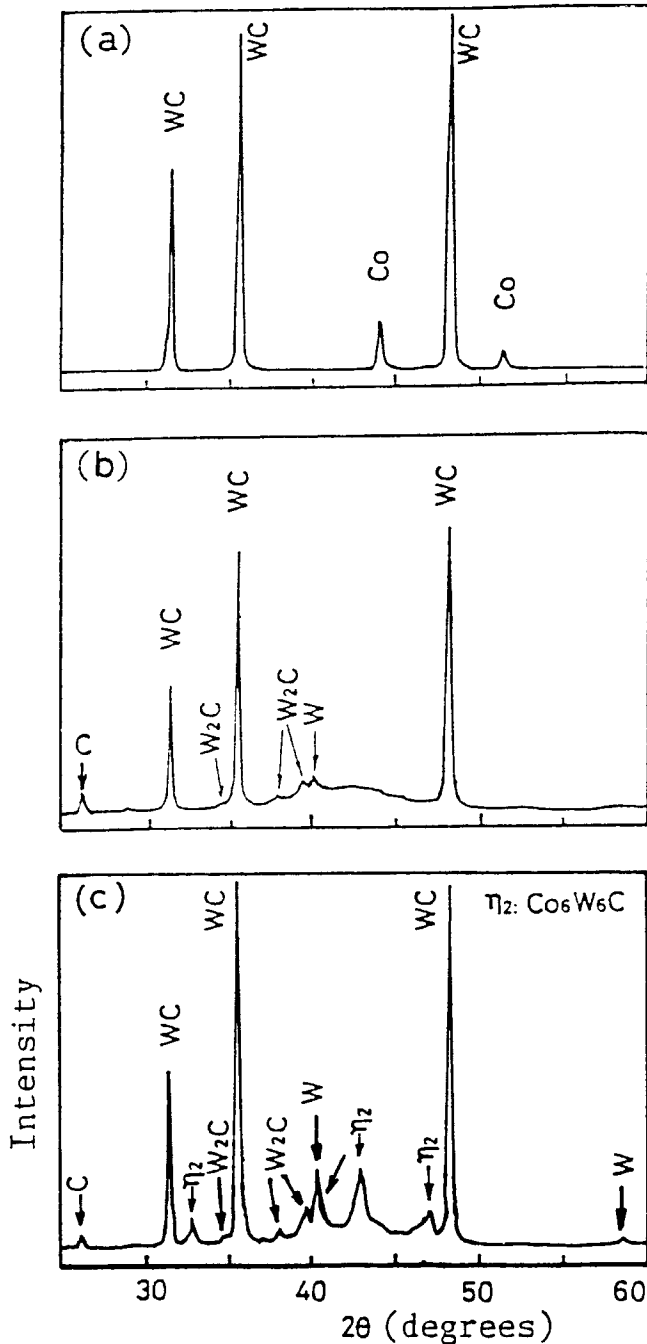 (a)
WC
WC
Co
WC
Co
(b)
C
WC
W₂C
WC
W₂C
W
WC
(c)
η₂: Co₆W₆C
C
WC
η₂
W₂C
WC
W₂C
W
η₂
η₂
WC
W
Intensity
30 40 50 60
2θ (degrees)